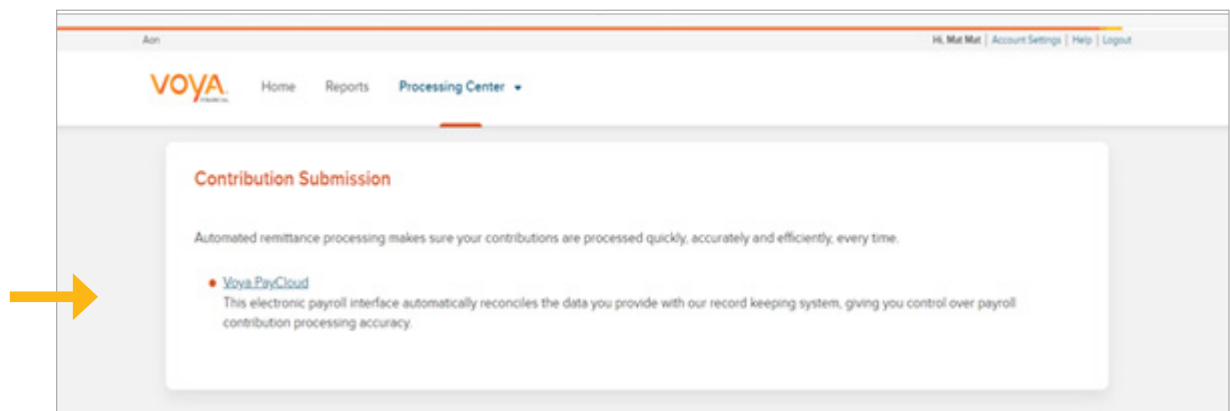 Aon
Hi, Mat Mat | Account Settings | Help | Logout
VOYA Home Reports Processing Center
FINANCIAL
Contribution Submission
Automated remittance processing makes sure your contributions are processed quickly, accurately and efficiently, every time.
Voya PayCloud
This electronic payroll interface automatically reconciles the data you provide with our record keeping system, giving you control over payroll
contribution processing accuracy.